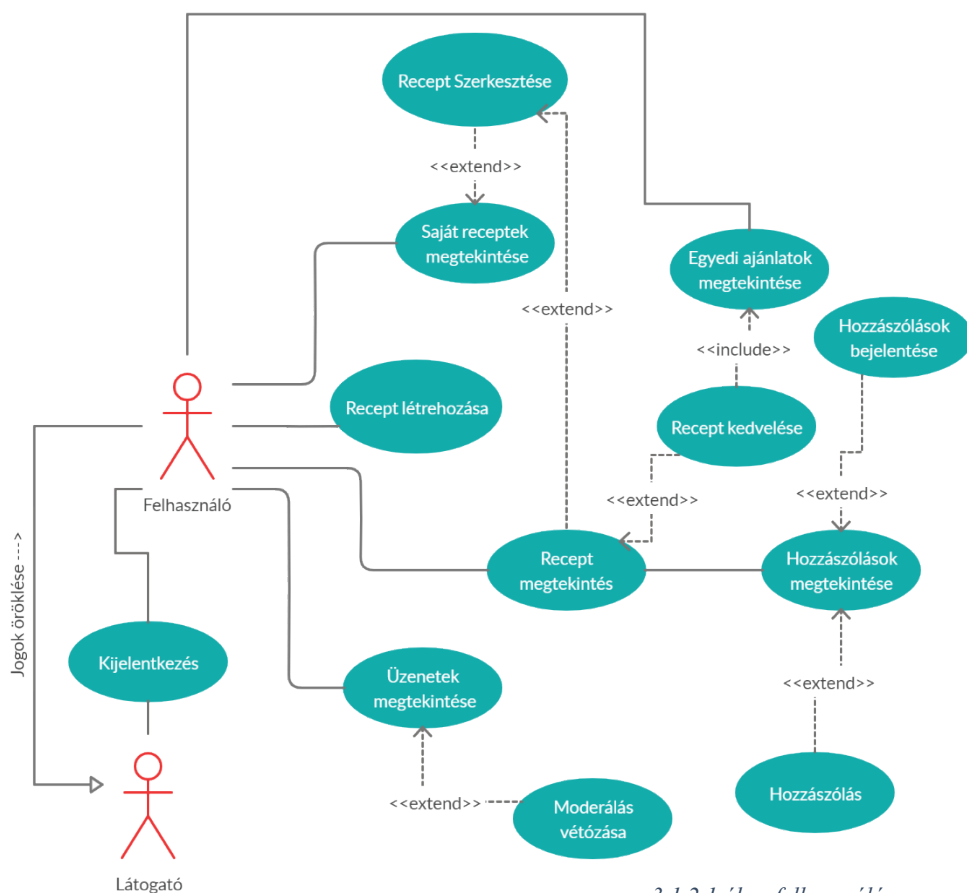 Recept Szerkesztése
<<extend>>
Saját receptek
megtekintése
Egyedi ajánlatok
megtekintése
<<extend>>
Hozzászólások
bejelentése
<<include>>
Recept létrehozása
Recept kedvelése
Felhasználó
<<extend>>
<<extend>>
Jogok öröklése --->
Recept
megtekintés
Hozzászólások
megtekintése
Kijelentkezés
Üzenetek
megtekintése
<<extend>>
<<extend>>
Moderálás
vétózása
Hozzászólás
Látogató